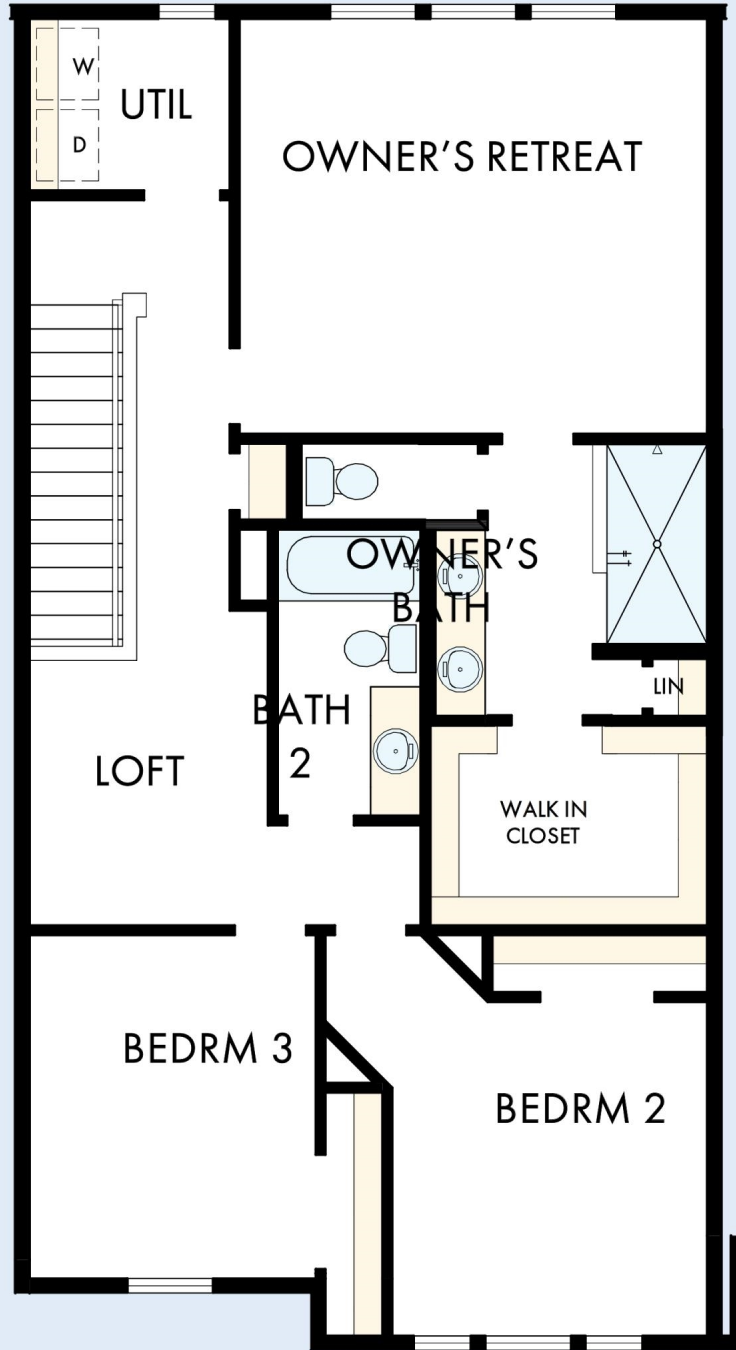 W
UTIL
D
OWNER'S RETREAT
OWNER'S
BATH
LIN
BATH
2
LOFT
WALK IN
CLOSET
BEDRM 3
BEDRM 2